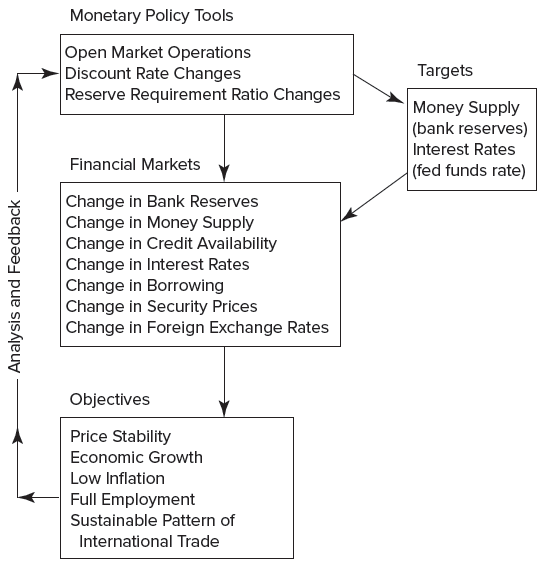 Monetary Policy Tools
Open Market Operations
Discount Rate Changes
Reserve Requirement Ratio Changes
Targets
Money Supply
(bank reserves)
Interest Rates
(fed funds rate)
Financial Markets
Change in Bank Reserves
Change in Money Supply
Change in Credit Availability
Change in Interest Rates
Change in Borrowing
Change in Security Prices
Change in Foreign Exchange Rates
Analysis and Feedback
Objectives
Price Stability
Economic Growth
Low Inflation
Full Employment
Sustainable Pattern of
International Trade